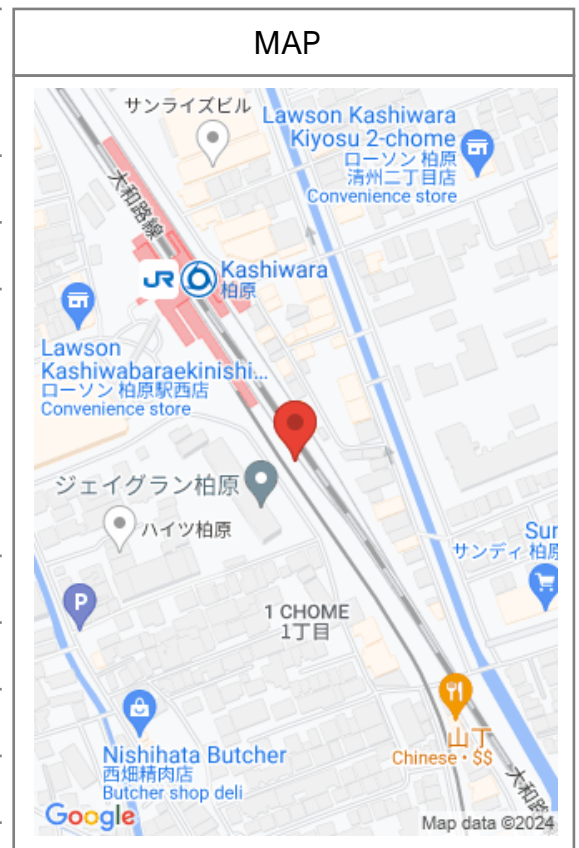 MAP
サンライズビル
Lawson Kashiwara
Kiyosu 2-chome
ローソン 柏原
清州二丁目店
Convenience store
大和路線
JR
Kashiwara
柏原
Lawson
Kashiwabaraekinishi...
ローソン 柏原駅西店
Convenience store
ジェイグラン柏原
ハイツ柏原
Sun
サンディ 柏原
P
1 CHOME
1丁目
山丁
Chinese・$$
Nishihata Butcher
西畑精肉店
Butcher shop deli
大和路
Google
Map data ©2024